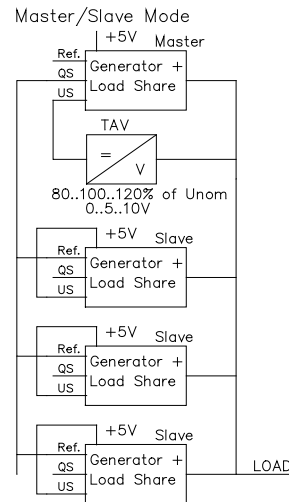 Master/Slave Mode
+5V
Master
Ref.
QS
US
Generator +
Load Share
TAV
=
V
80..100..120% of Unom
0..5..10V
+5V
Slave
Ref.
QS
US
Generator +
Load Share
+5V
Slave
Ref.
QS
US
Generator +
Load Share
+5V
Slave
Ref.
QS
US
Generator +
Load Share
LOAD